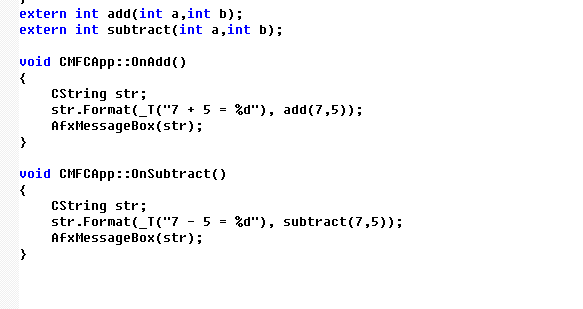 }
extern int add(int a,int b);
extern int subtract(int a,int b);
void CMFCApp::OnAdd()
{
CString str;
str.Format(_T("7 + 5 = %d"), add(7,5));
AfxMessageBox(str);
}
void CMFCApp::OnSubtract()
{
CString str;
str.Format(_T("7 - 5 = %d"), subtract(7,5));
AfxMessageBox(str);
}